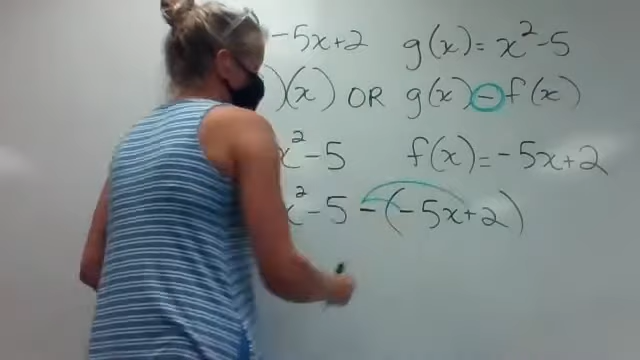 -5x+2 g(x)=x²-5
)(x) OR g(x)-f(x)
x²-5 f(x)=-5x+2
x²-5-(-5x+2)